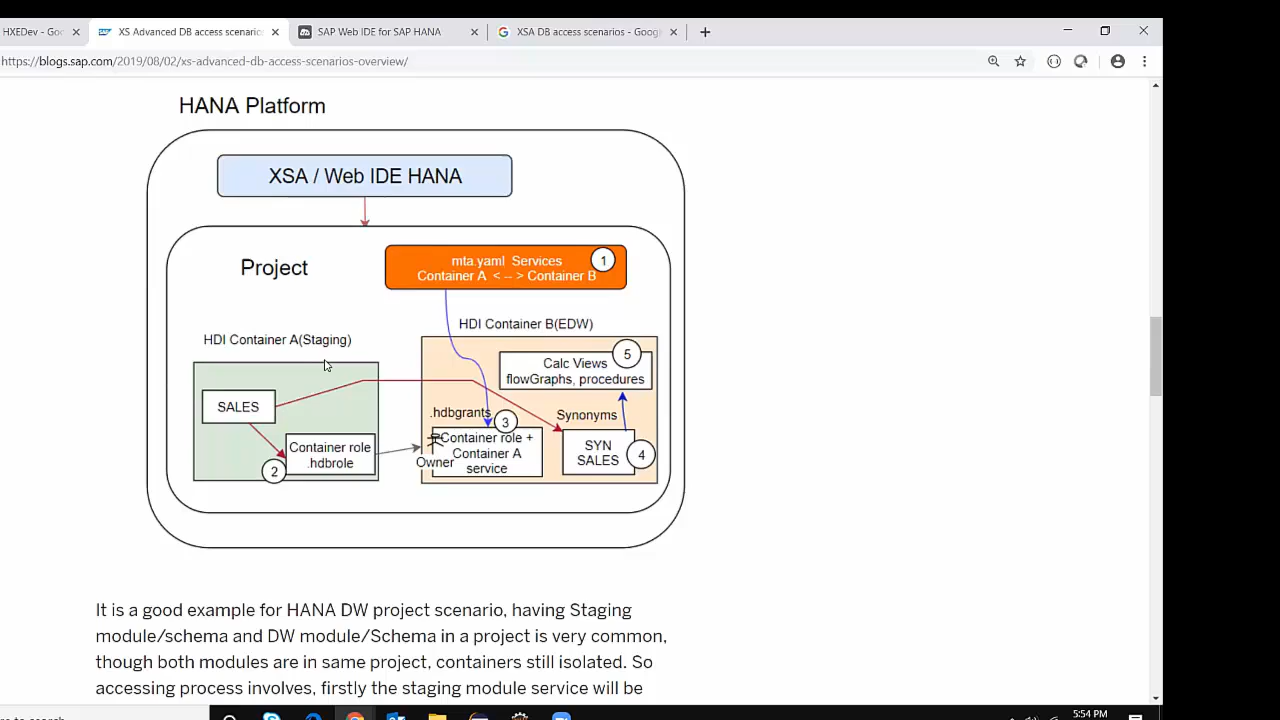 HXEDev - Goo
XS Advanced DB access scenario
SAP Web IDE for SAP HANA
XSA DB access scenarios - Google
https://blogs.sap.com/2019/08/02/xs-advanced-db-access-scenarios-overview/
HANA Platform
XSA / Web IDE HANA
Project
mta.yaml Services
Container A < -- > Container B
1
HDI Container A(Staging)
HDI Container B(EDW)
SALES
Container role
.hdbrole
2
Calc Views
flowGraphs, procedures
5
.hdbgrants
3
Synonyms
Container role +
Container A
service
Owner
SYN
SALES
4
It is a good example for HANA DW project scenario, having Staging
module/schema and DW module/Schema in a project is very common,
though both modules are in same project, containers still isolated. So
accessing process involves, firstly the staging module service will be
5:54 PM